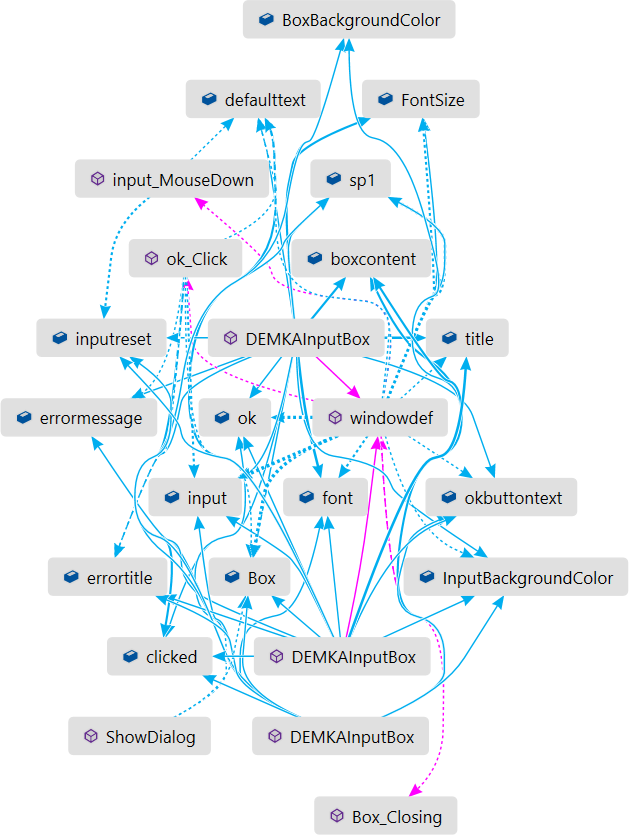 BoxBackgroundColor
defaulttext
FontSize
input_MouseDown
sp1
ok_Click
boxcontent
inputreset
DEMKAInputBox
title
errormessage
ok
windowdef
input
font
okbuttontext
errortitle
Box
InputBackgroundColor
clicked
DEMKAInputBox
ShowDialog
DEMKAInputBox
Box_Closing